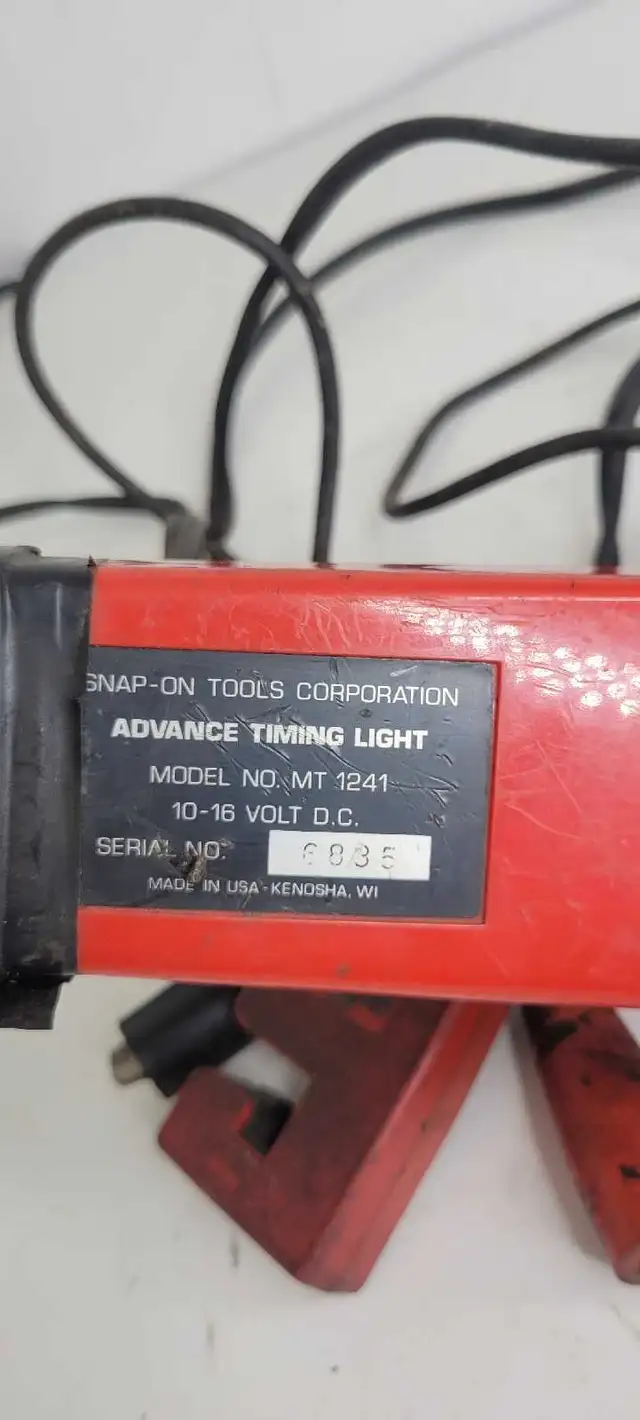 SNAP-ON TOOLS CORPORATION
ADVANCE TIMING LIGHT
MODEL NO. MT 1241
10-16 VOLT D.C.
SERIAL NO. 6835
MADE IN USA - KENOSHA, WI